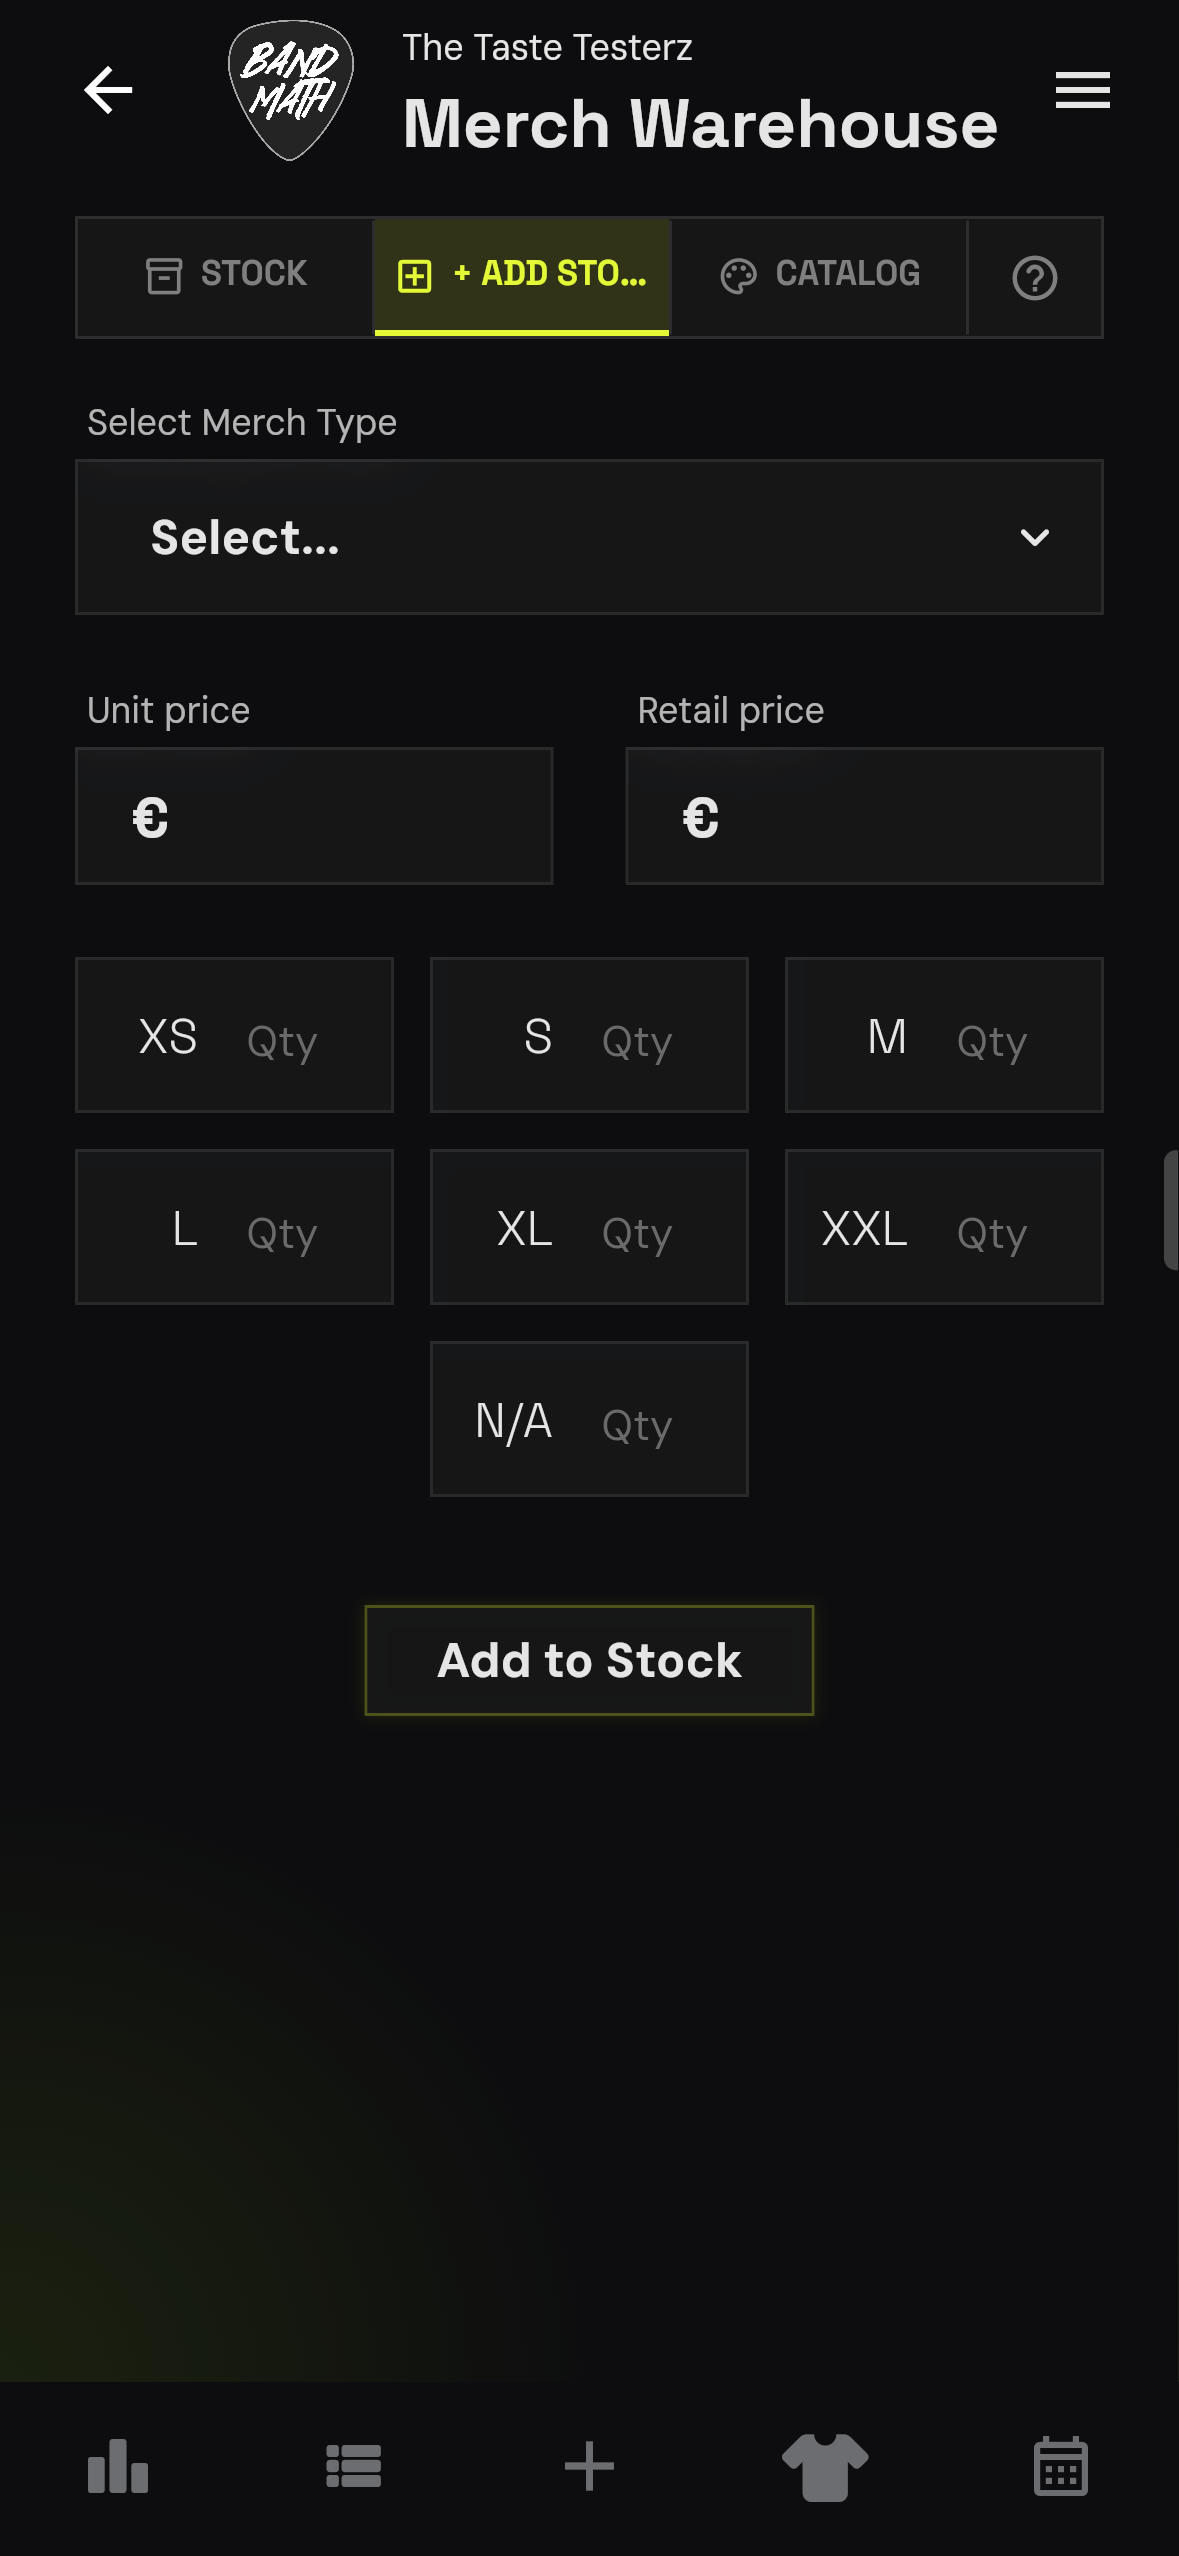 The Taste Testerz
BAND
MATH
Merch Warehouse
STOCK
+ ADD STO...
CATALOG
Select Merch Type
Select...
Unit price
Retail price
€
€
XS Qty
S Qty
M Qty
L Qty
XL Qty
XXL Qty
N/A Qty
Add to Stock